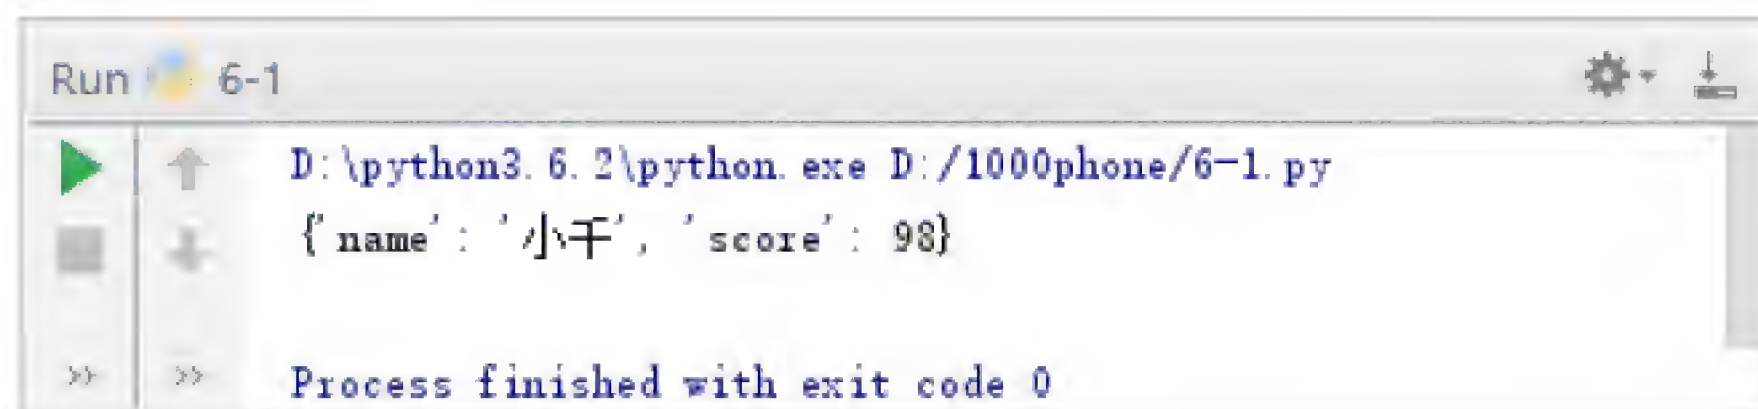 Run 6-1
D:\python3.6.2\python.exe D:/1000phone/6-1.py
{'name': '小千', 'score': 98}
Process finished with exit code 0